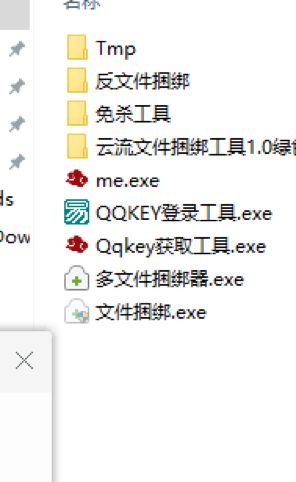 名称
Tmp
反文件捆绑
免杀工具
云流文件捆绑工具1.0绿
ds
me.exe
QQKEY登录工具.exe
Dow
Qqkey获取工具.exe
多文件捆绑器.exe
文件捆绑.exe